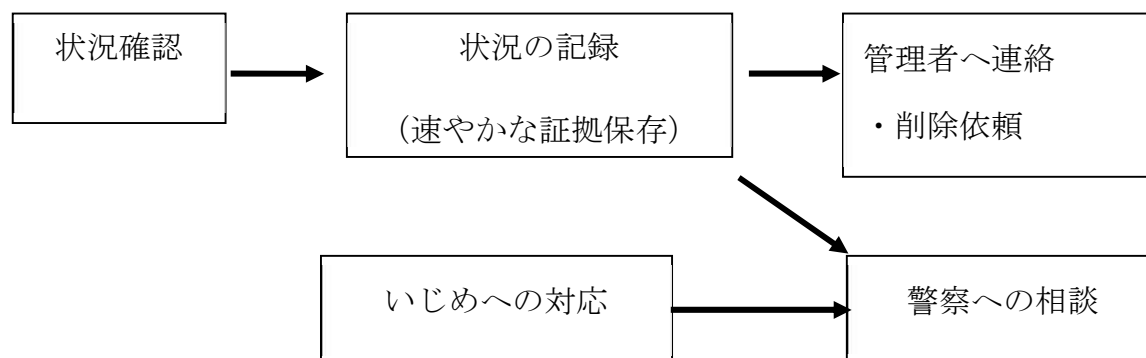 状況確認
状況の記録
（速やかな証拠保存）
管理者へ連絡
・削除依頼
いじめへの対応
警察への相談